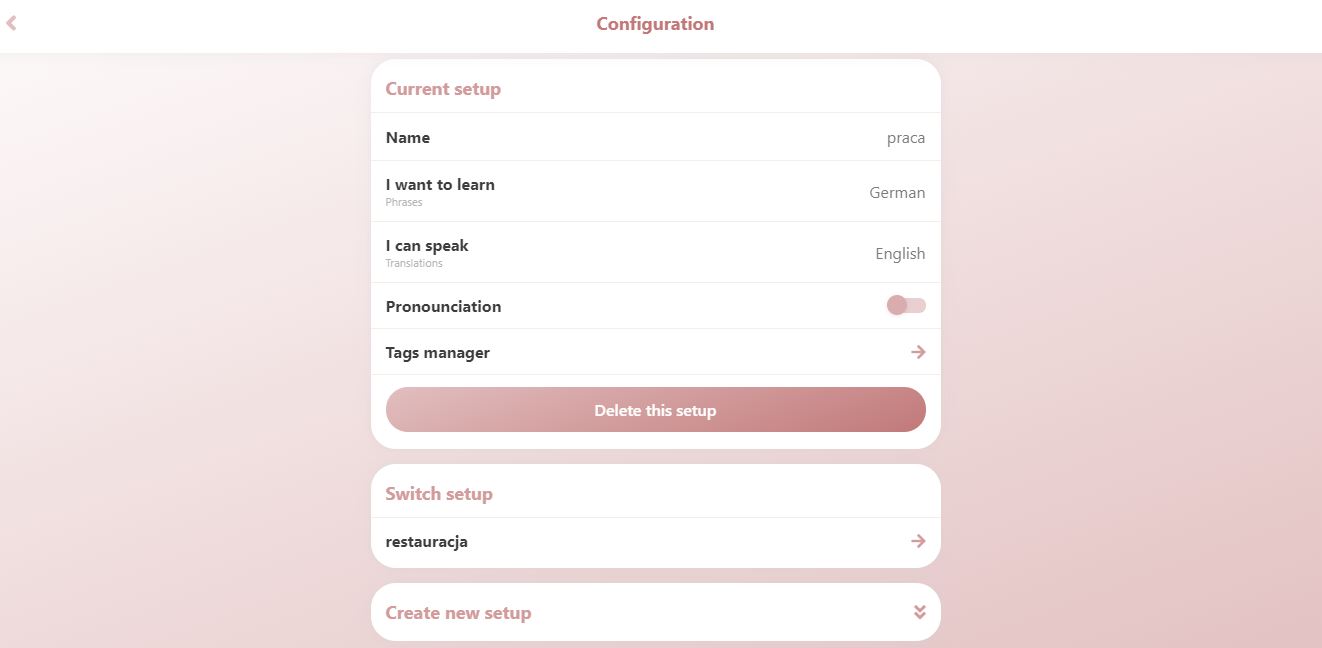 Configuration
Current setup
Name
praca
I want to learn
Phrases
German
I can speak
Translations
English
Pronounciation
Tags manager
Delete this setup
Switch setup
restauracja
Create new setup